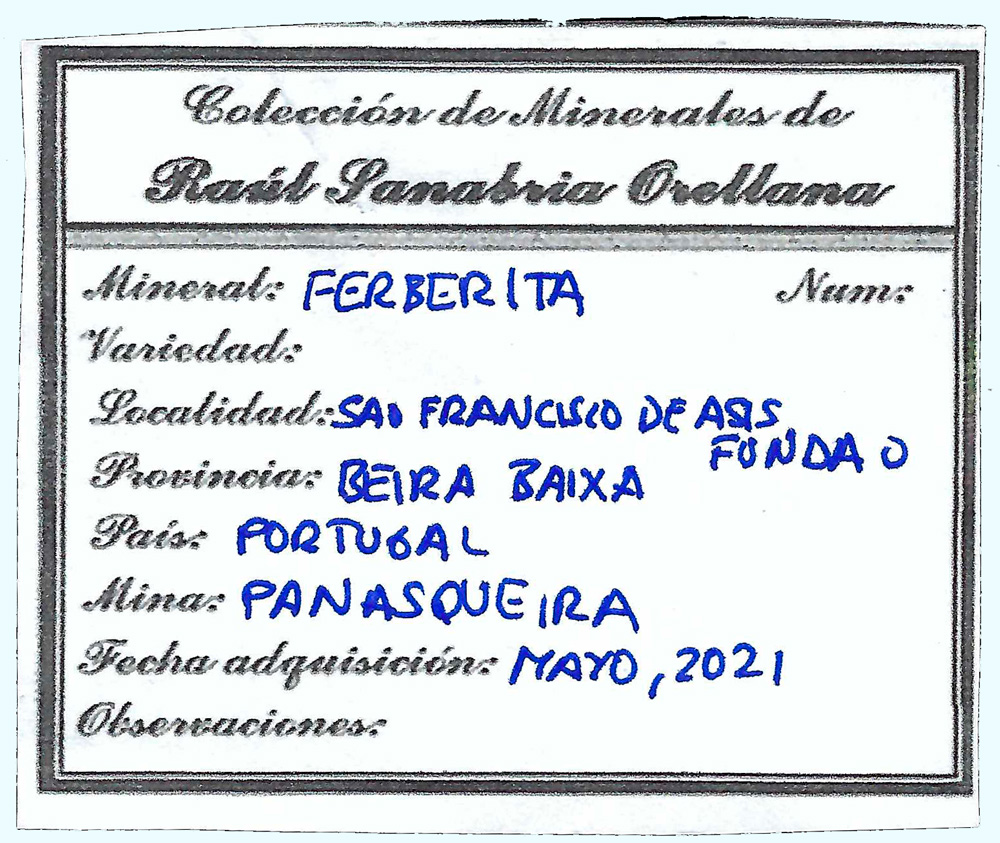 Colección de Minerales de
Raúl Sanabria Orellana
Mineral: FERBERITA Num:
Variedad:
Localidad: SAO FRANCISCO DE ASIS
FUNDAO
Provincia: BEIRA BAIXA
País: PORTUGAL
Mina: PANASQUEIRA
Fecha adquisición: MAYO, 2021
Observaciones: